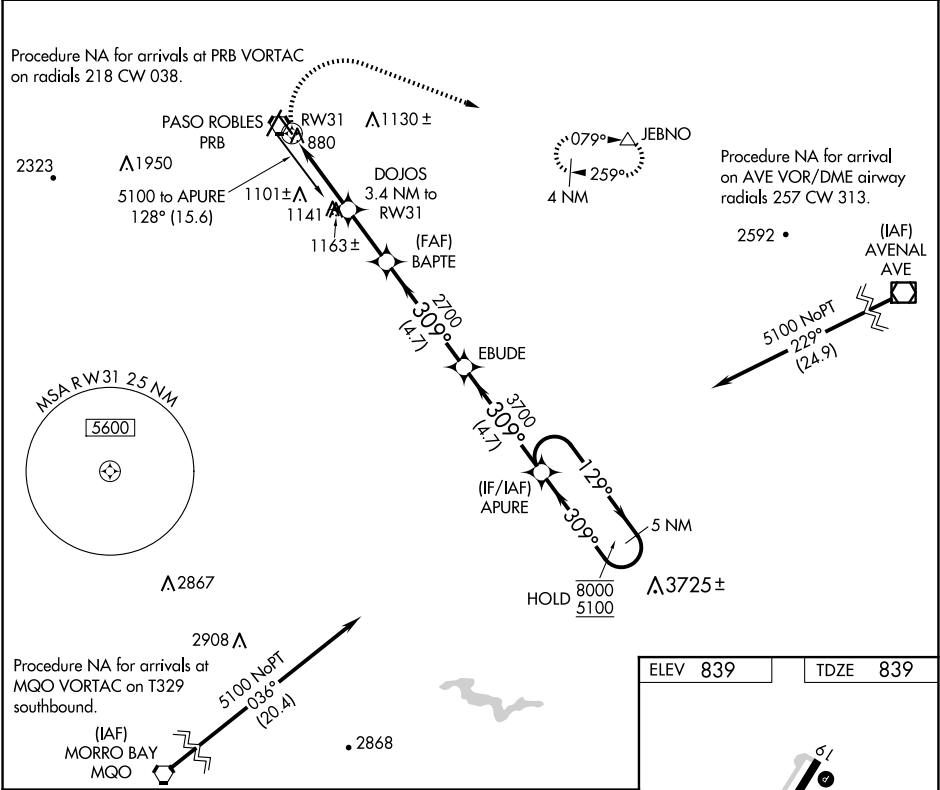 Procedure NA for arrivals at PRB VORTAC
on radials 218 CW 038.
PASO ROBLES
PRB
RW31
880
1130 ±
2323
1950
5100 to APURE
128° (15.6)
1101±
1141
1163 ±
DOJOS
3.4 NM to
RW31
079°
JEBNO
259°
4 NM
Procedure NA for arrival
on AVE VOR/DME airway
radials 257 CW 313.
2592
(IAF)
AVENAL
AVE
5100 NoPT
229°
(24.9)
(FAF)
BAPTE
2700
309°
(4.7)
EBUDE
3700
309°
(4.7)
MSA RW31 25 NM
5600
(IF/IAF)
APURE
129°
309°
5 NM
HOLD
8000
5100
3725 ±
2867
2908
Procedure NA for arrivals at
MQO VORTAC on T329
southbound.
5100 NoPT
036°
(20.4)
(IAF)
MORRO BAY
MQO
2868
ELEV 839
TDZE 839
19
P